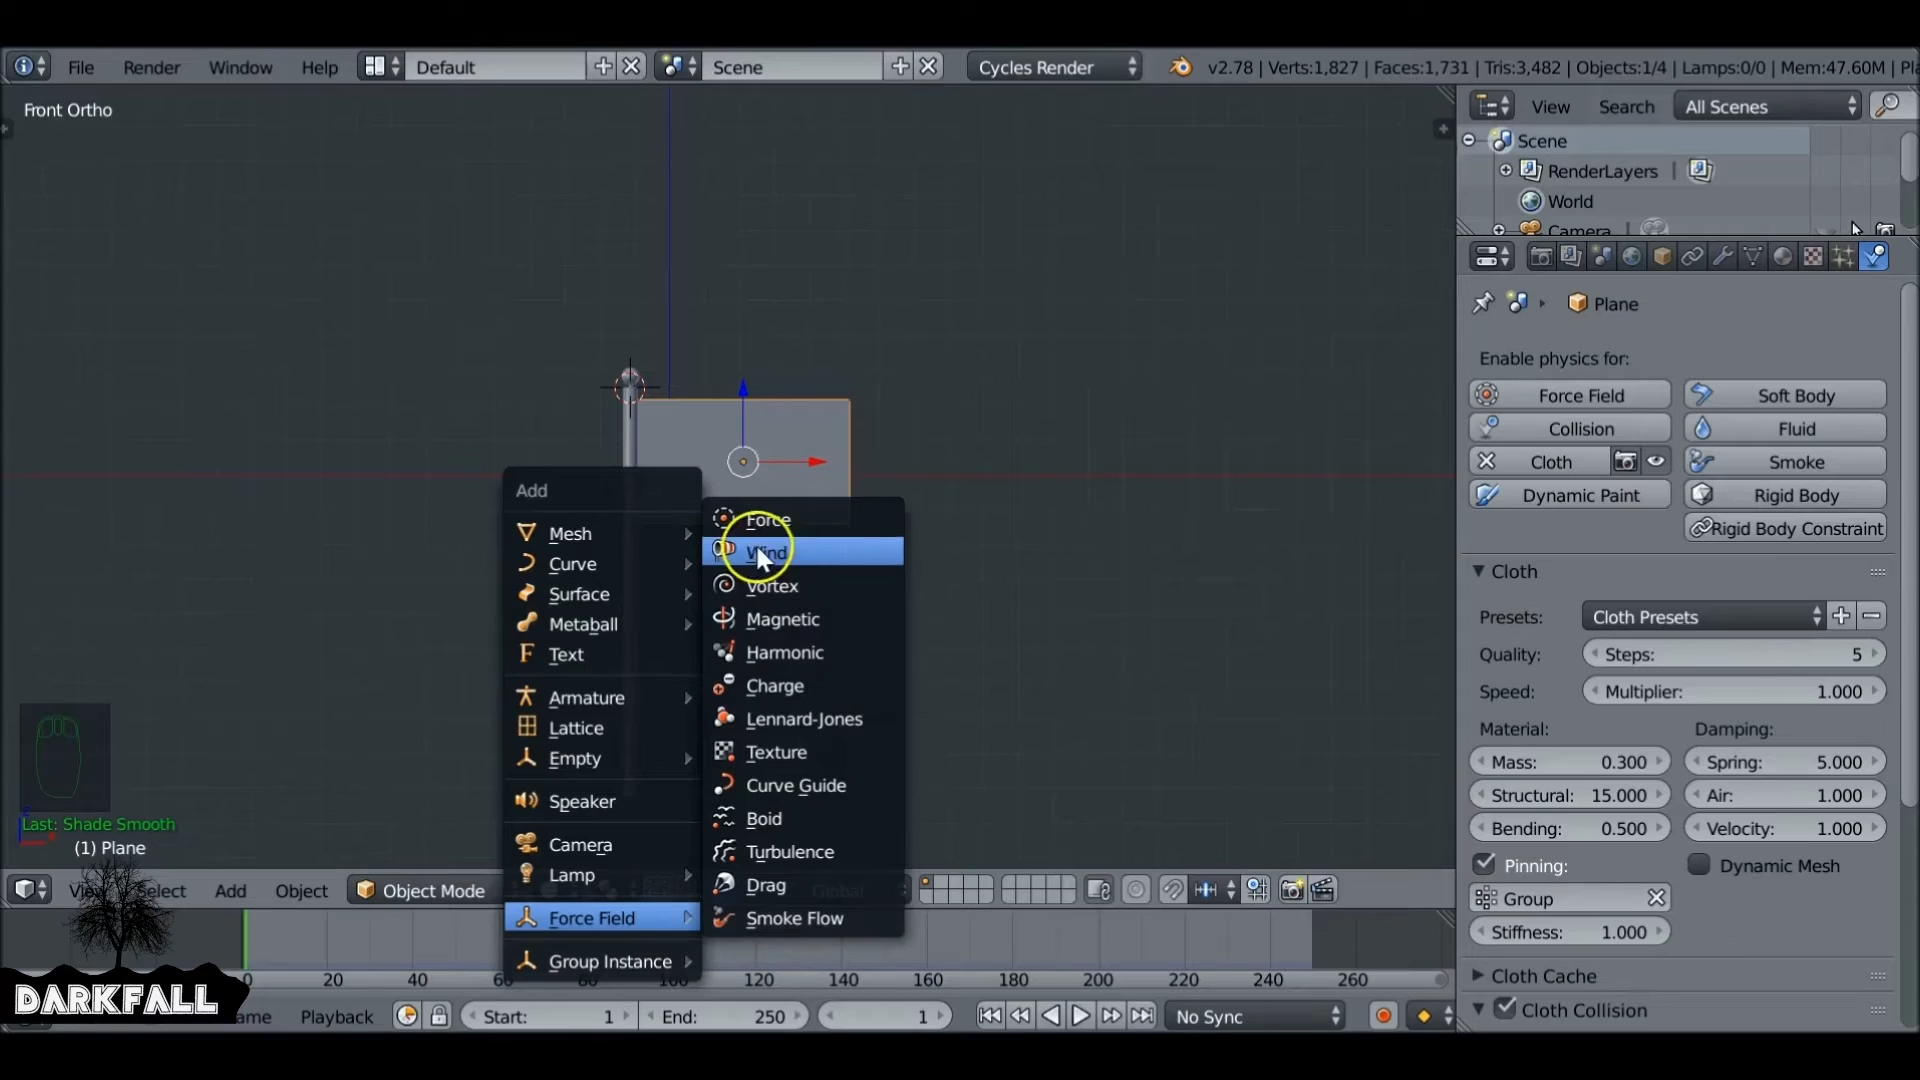 File Render Window Help Default Scene Cycles Render v2.78 | Verts:1,827 | Faces:1,731 | Tris:3,482 | Objects:1/4 | Lamps:0/0 | Mem:47.60M |
Front Ortho
View Search All Scenes
Scene
RenderLayers
World
Camera
Plane
Enable physics for:
Force Field Soft Body
Collision Fluid
Cloth Smoke
Dynamic Paint Rigid Body
Rigid Body Constraint
Cloth
Presets: Cloth Presets
Quality: Steps: 5
Speed: Multiplier: 1.000
Material: Damping:
Mass: 0.300 Spring: 5.000
Structural: 15.000 Air: 1.000
Bending: 0.500 Velocity: 1.000
Pinning: Dynamic Mesh
Group
Stiffness: 1.000
Cloth Cache
Cloth Collision
Add
Mesh
Curve
Surface
Metaball
Text
Armature
Lattice
Empty
Speaker
Camera
Lamp
Force Field
Group Instance
Force
Wind
Vortex
Magnetic
Harmonic
Charge
Lennard-Jones
Texture
Curve Guide
Boid
Turbulence
Drag
Smoke Flow
Last: Shade Smooth
(1) Plane
View Select Add Object Object Mode Global
0 20 40 60 80 100 120 140 160 180 200 220 240 260
Playback Start: 1 End: 250 1 No Sync
DARKFALL